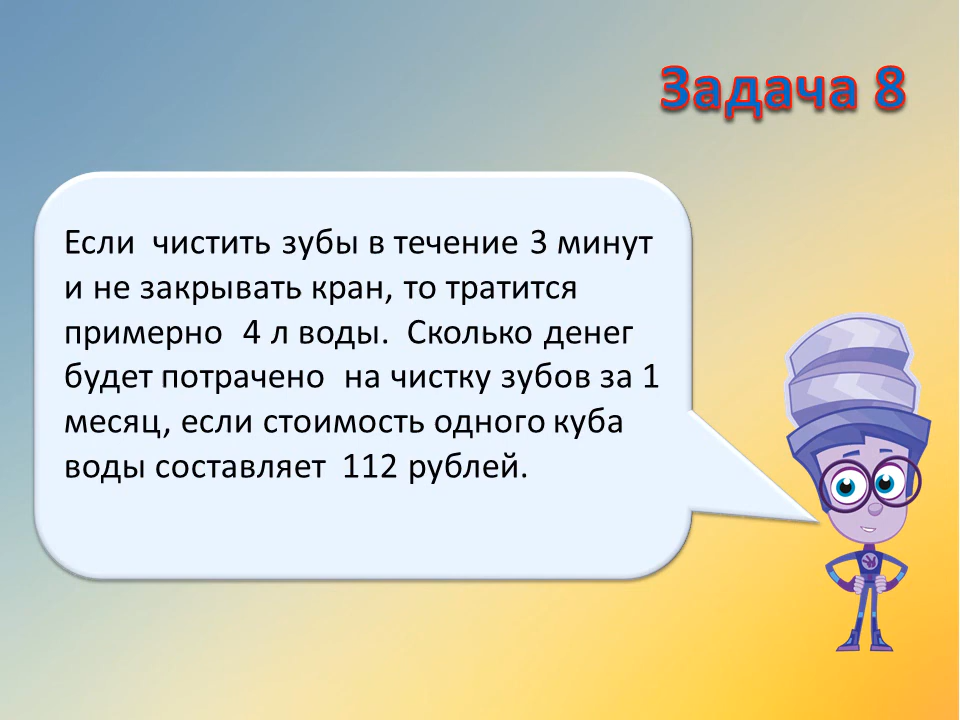 Задача 8
Если чистить зубы в течение 3 минут
и не закрывать кран, то тратится
примерно 4 л воды. Сколько денег
будет потрачено на чистку зубов за 1
месяц, если стоимость одного куба
воды составляет 112 рублей.